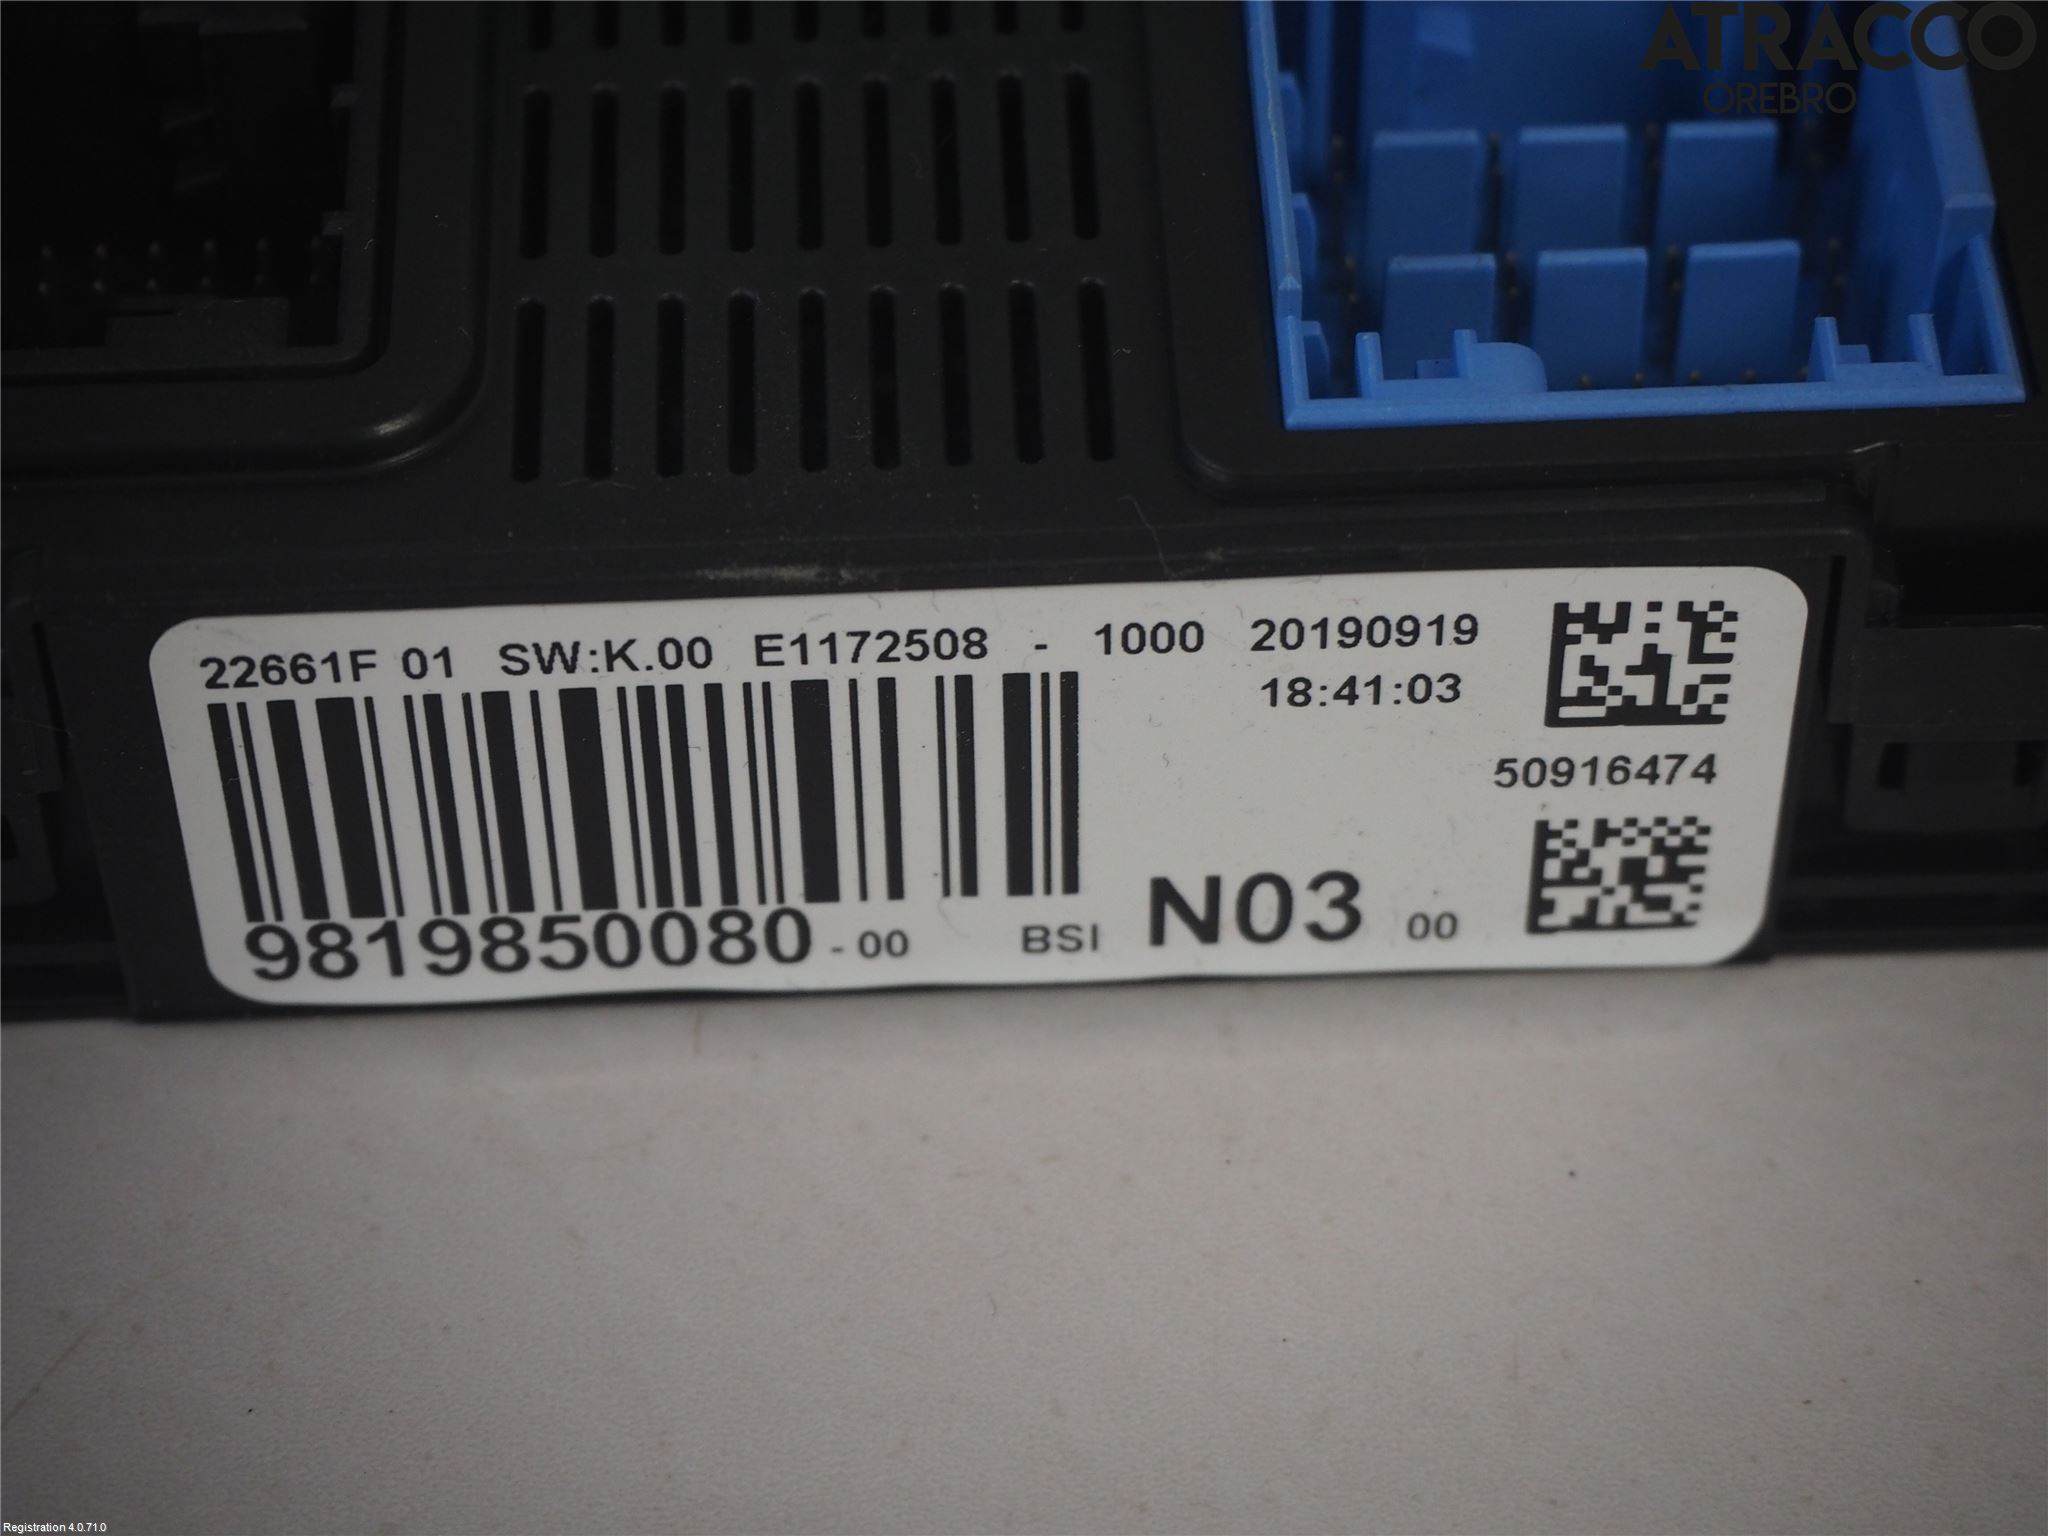 ATRACCO
ÖREBRO
22661F 01 SW:K.00 E1172508 - 1000 20190919
18:41:03
50916474
9819850080 - 00 BSI N03 00
Registration 4.0.71.0